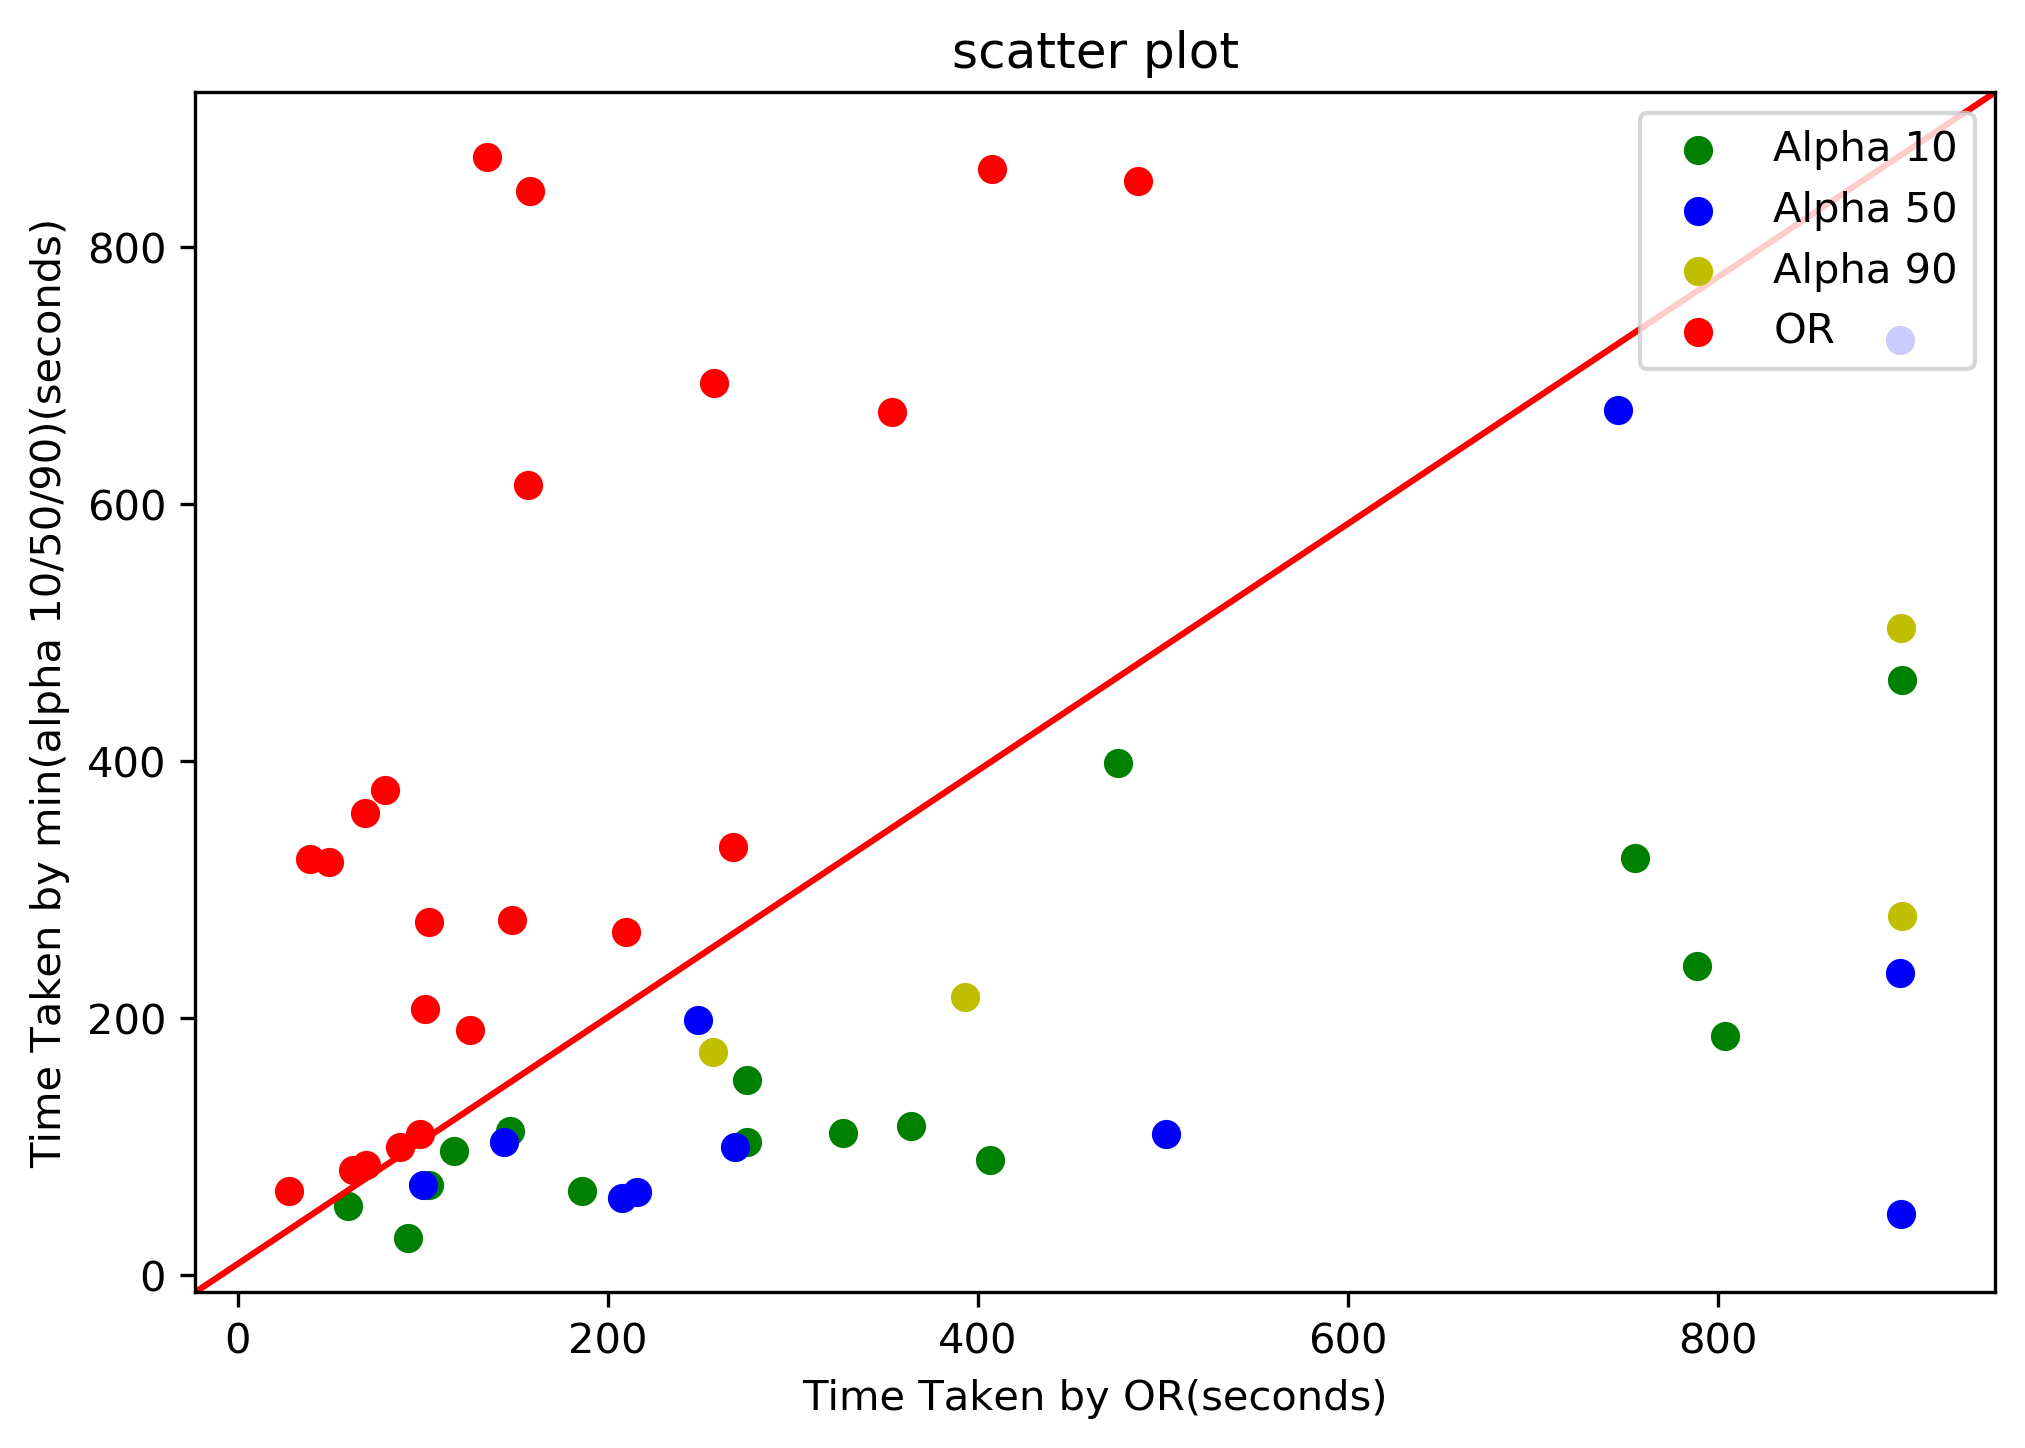 scatter plot
Time Taken by min(alpha 10/50/90)(seconds)
800
600
400
200
0
Alpha 10
Alpha 50
Alpha 90
OR
0 200 400 600 800
Time Taken by OR(seconds)